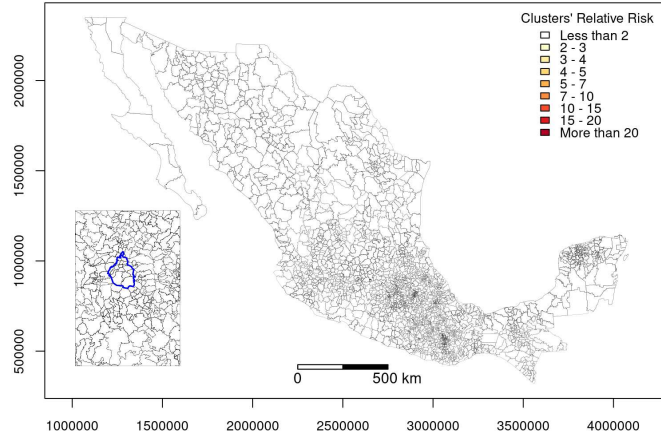 Clusters' Relative Risk
Less than 2
2 - 3
3 - 4
4 - 5
5 - 7
7 - 10
10 - 15
15 - 20
More than 20
2000000
1500000
1000000
500000
0 500 km
1000000 1500000 2000000 2500000 3000000 3500000 4000000